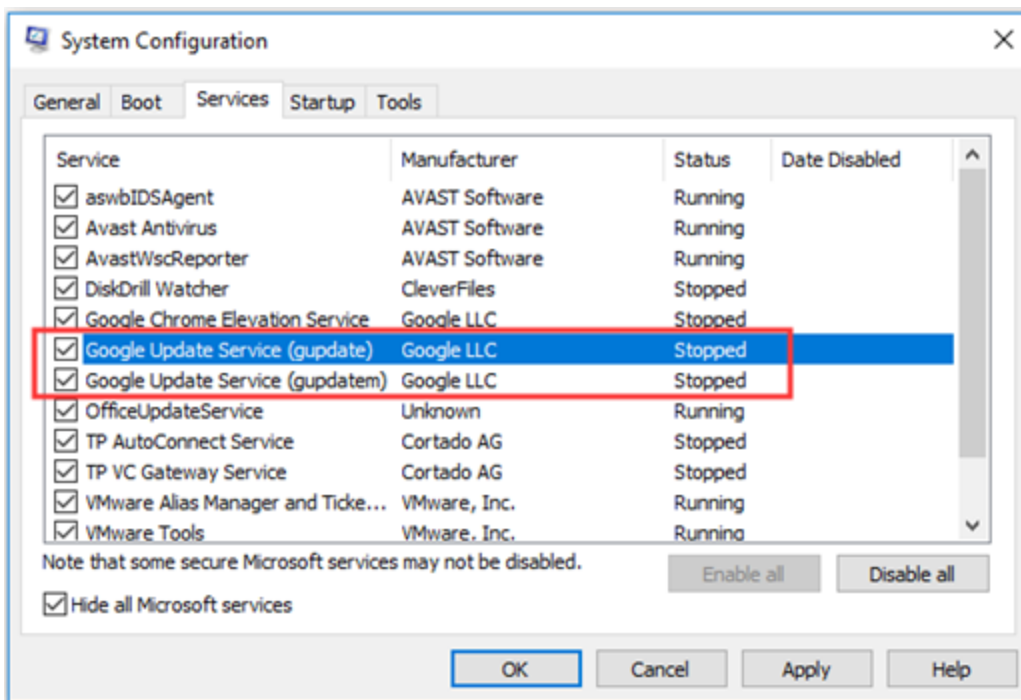 System Configuration
General Boot Services Startup Tools
Service Manufacturer Status Date Disabled
aswbIDSAgent AVAST Software Running
Avast Antivirus AVAST Software Running
AvastWscReporter AVAST Software Running
DiskDrill Watcher CleverFiles Stopped
Google Chrome Elevation Service Google LLC Stopped
Google Update Service (gupdate) Google LLC Stopped
Google Update Service (gupdatem) Google LLC Stopped
OfficeUpdateService Unknown Running
TP AutoConnect Service Cortado AG Stopped
TP VC Gateway Service Cortado AG Stopped
VMware Alias Manager and Ticke... VMware, Inc. Running
VMware Tools VMware, Inc. Running
Note that some secure Microsoft services may not be disabled.
Enable all Disable all
Hide all Microsoft services
OK Cancel Apply Help